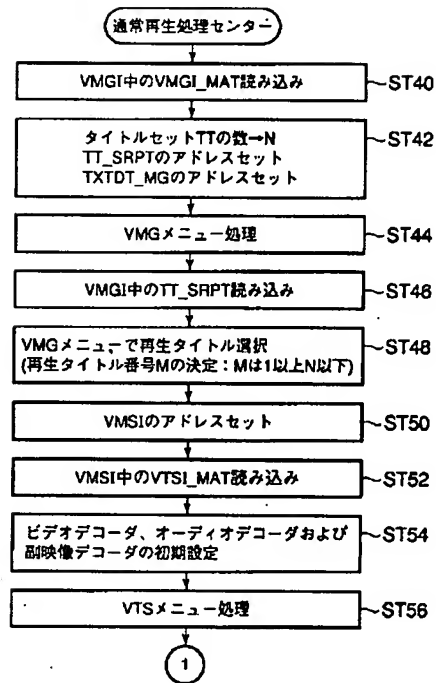 通常再生処理センター
VMGI中のVMGI_MAT読み込み
ST40
タイトルセットTTの数→N
TT_SRPTのアドレスセット
TXTDT_MGのアドレスセット
ST42
VMGメニュー処理
ST44
VMGI中のTT_SRPT読み込み
ST46
VMGメニューで再生タイトル選択
(再生タイトル番号Mの決定：Mは1以上N以下)
ST48
VMSIのアドレスセット
ST50
VMSI中のVTSI_MAT読み込み
ST52
ビデオデコーダ、オーディオデコーダおよび
副映像デコーダの初期設定
ST54
VTSメニュー処理
ST56
1